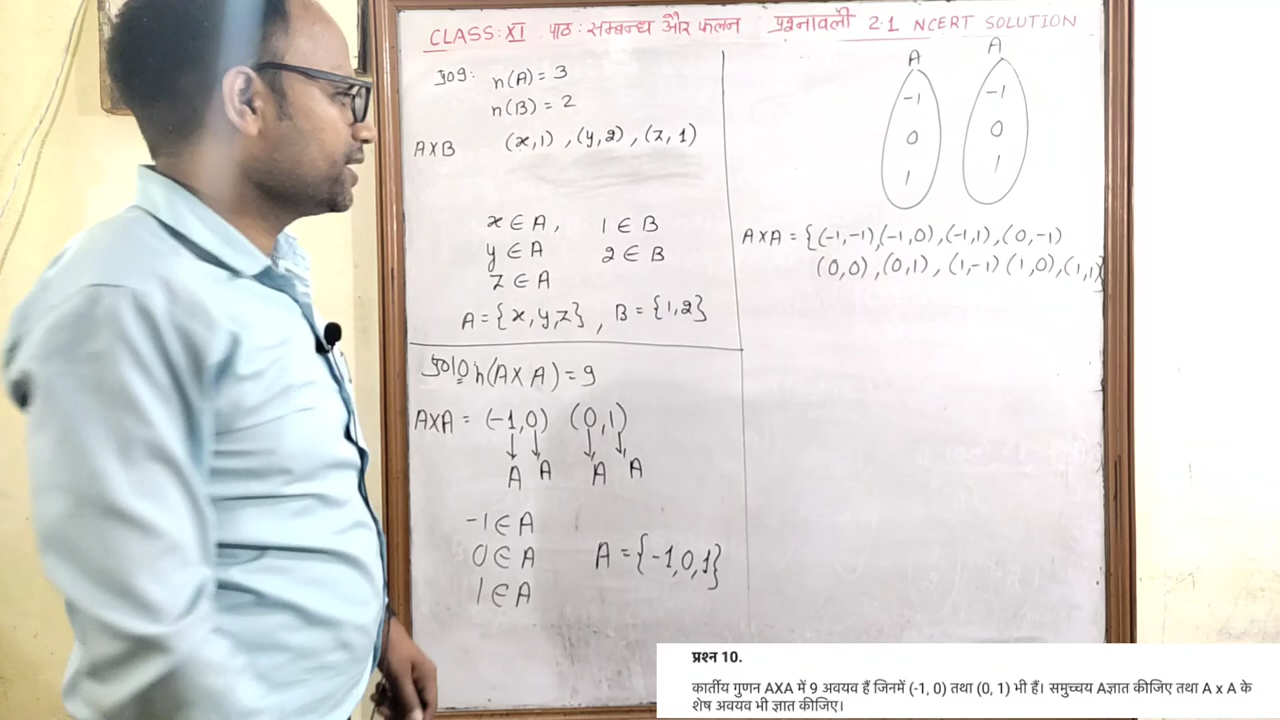 CLASS: XI पाठ: सम्बन्ध और फलन प्रश्नावली 2.1 NCERT SOLUTION
प्र09: n(A) = 3
n(B) = 2
A×B (x,1) , (y,2) , (z,1)
x ∈ A, 1 ∈ B
y ∈ A 2 ∈ B
z ∈ A
A = {x,y,z} , B = {1,2}
प्र010 n(A×A) = 9
A×A = (-1,0) (0,1)
↓ ↓ ↓ ↓
A A A A
-1 ∈ A
0 ∈ A A = {-1,0,1}
1 ∈ A
A A
-1 -1
0 0
1 1
A×A = {(-1,-1),(-1,0),(-1,1),(0,-1)
(0,0),(0,1),(1,-1)(1,0),(1,1)}
प्रश्न 10.
कार्तीय गुणन AXA में 9 अवयव हैं जिनमें (-1, 0) तथा (0, 1) भी हैं। समुच्चय Aज्ञात कीजिए तथा A x A के
शेष अवयव भी ज्ञात कीजिए।